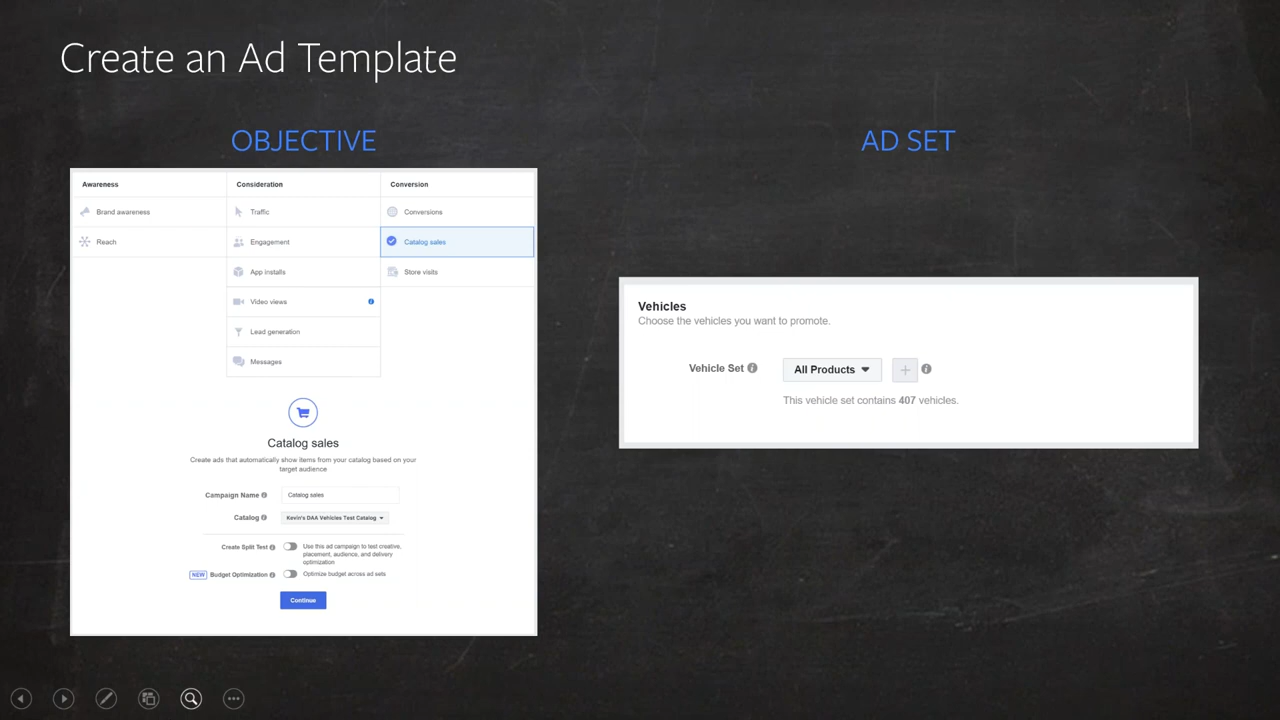 Create an Ad Template
OBJECTIVE
Awareness
Consideration
Conversion
Brand awareness
Traffic
Conversions
Reach
Engagement
Catalog sales
App installs
Store visits
Video views
Lead generation
Messages
Catalog sales
Create ads that automatically show items from your catalog based on your
target audience
Campaign Name
Catalog sales
Catalog
Kevin's DAA Vehicles Test Catalog
Create Split Test
Use this ad campaign to test creative,
placement, audience, and delivery
optimization
NEW Budget Optimization
Optimize budget across ad sets
Continue
AD SET
Vehicles
Choose the vehicles you want to promote.
Vehicle Set
All Products
This vehicle set contains 407 vehicles.